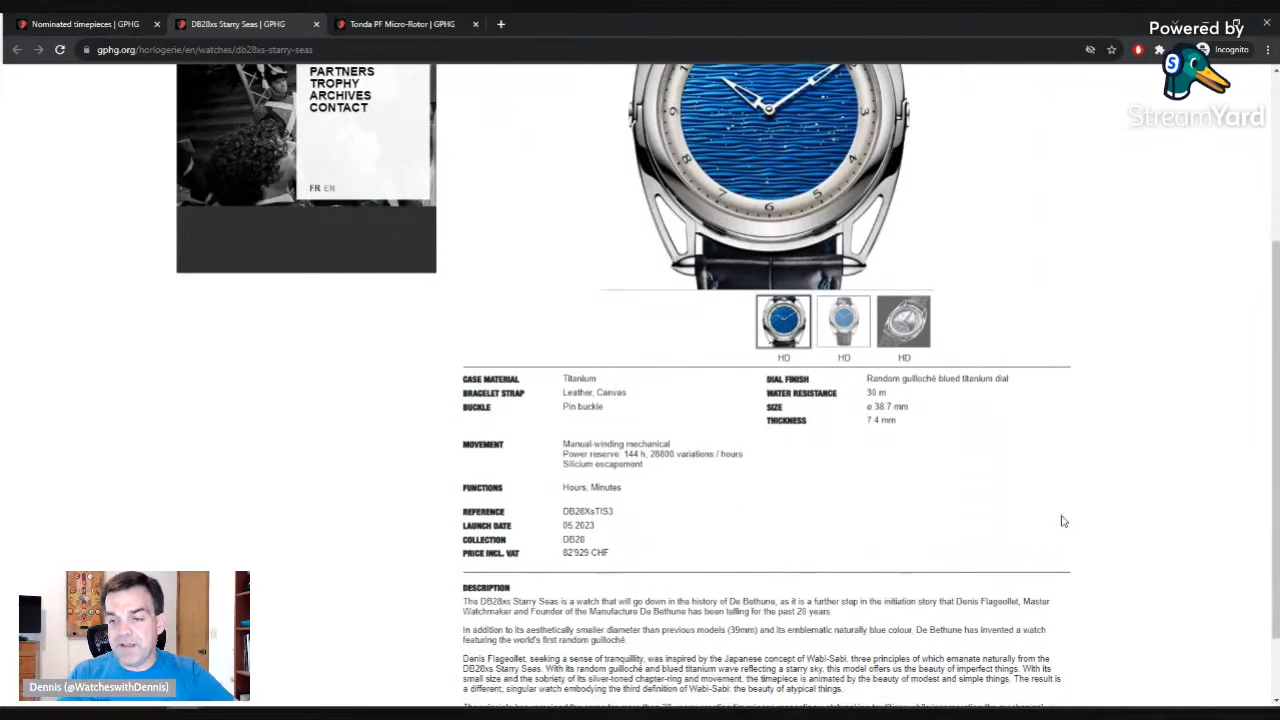 Nominated timepieces | GPHG
DB28xs Starry Seas | GPHG
Tonda PF Micro-Rotor | GPHG
gphg.org/horlogerie/en/watches/db28xs-starry-seas
Incognito
Powered by
S
StreamYard
PARTNERS
TROPHY
ARCHIVES
CONTACT
FR EN
3
4
5
6
7
8
9
HD HD HD
CASE MATERIAL Titanium
BRACELET STRAP Leather, Canvas
BUCKLE Pin buckle
DIAL FINISH Random guilloché blued titanium dial
WATER RESISTANCE 30 m
SIZE ø 38.7 mm
THICKNESS 7.4 mm
MOVEMENT Manual-winding mechanical
Power reserve: 144 h, 28800 variations / hours
Silicium escapement
FUNCTIONS Hours, Minutes
REFERENCE DB28XsTIS3
LAUNCH DATE 06.2023
COLLECTION DB28
PRICE INCL. VAT 82'929 CHF
DESCRIPTION
The DB28xs Starry Seas is a watch that will go down in the history of De Bethune, as it is a further step in the initiation story that Denis Flageollet, Master
Watchmaker and Founder of the Manufacture De Bethune has been telling for the past 20 years
In addition to its aesthetically smaller diameter than previous models (39mm) and its emblematic naturally blue colour, De Bethune has invented a watch
featuring the world's first random guilloché.
Denis Flageollet, seeking a sense of tranquillity, was inspired by the Japanese concept of Wabi-Sabi, three principles of which emanate naturally from the
DB28xs Starry Seas. With its random guilloché and blued titanium wave reflecting a starry sky, this model offers us the beauty of imperfect things. With its
small size and the sobriety of its silver-toned chapter-ring and movement, the timepiece is animated by the beauty of modest and simple things. The result is
a different, singular watch embodying the third definition of Wabi-Sabi: the beauty of atypical things.
Dennis (@WatcheswithDennis)